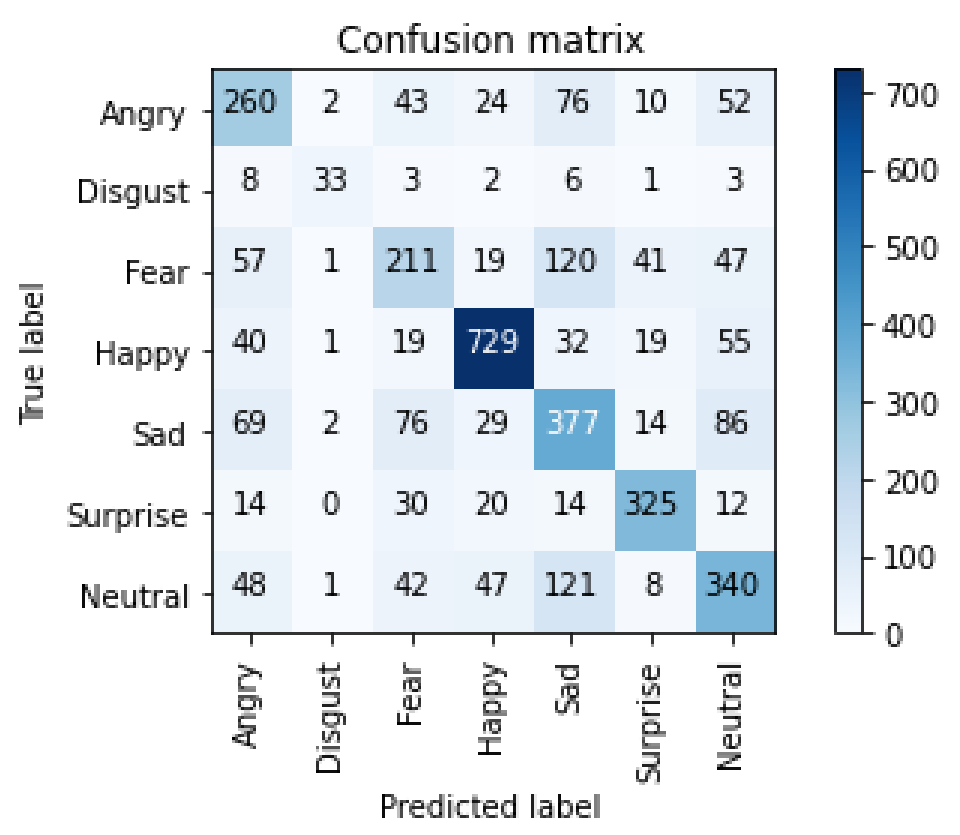 Confusion matrix
True label
Angry 260 2 43 24 76 10 52
Disgust 8 33 3 2 6 1 3
Fear 57 1 211 19 120 41 47
Happy 40 1 19 729 32 19 55
Sad 69 2 76 29 377 14 86
Surprise 14 0 30 20 14 325 12
Neutral 48 1 42 47 121 8 340
Angry Disgust Fear Happy Sad Surprise Neutral
Predicted label
700
600
500
400
300
200
100
0